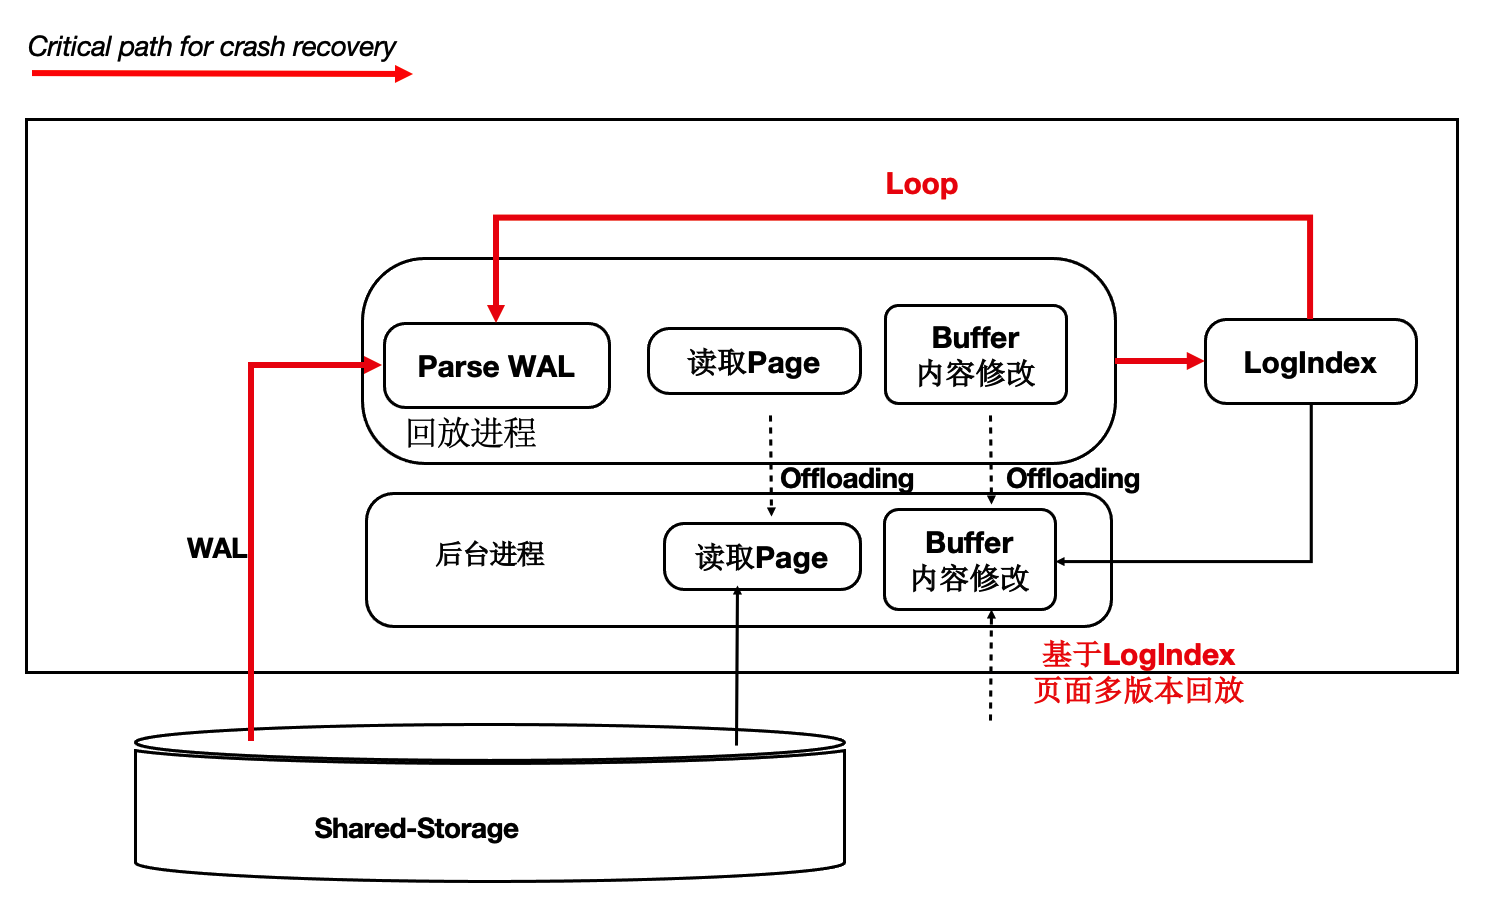 Critical path for crash recovery
Loop
Parse WAL
读取Page
Buffer
内容修改
LogIndex
回放进程
Offloading
Offloading
WAL
后台进程
读取Page
Buffer
内容修改
基于LogIndex
页面多版本回放
Shared-Storage